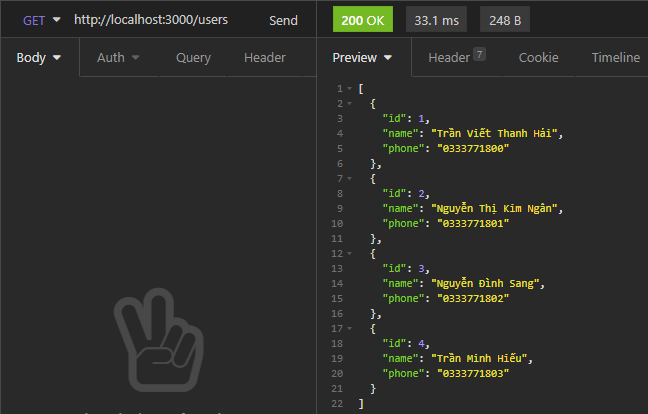 GET http://localhost:3000/users Send 200 OK 33.1 ms 248 B
Body Auth Query Header Preview Header 7 Cookie Timeline
1 [
2 {
3 "id": 1,
4 "name": "Trần Viết Thanh Hải",
5 "phone": "0333771800"
6 },
7 {
8 "id": 2,
9 "name": "Nguyễn Thị Kim Ngân",
10 "phone": "0333771801"
11 },
12 {
13 "id": 3,
14 "name": "Nguyễn Đình Sang",
15 "phone": "0333771802"
16 },
17 {
18 "id": 4,
19 "name": "Trần Minh Hiếu",
20 "phone": "0333771803"
21 }
22 ]